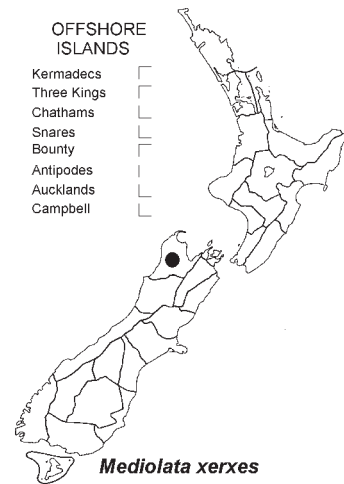 OFFSHORE
ISLANDS
Kermadecs
Three Kings
Chathams
Snares
Bounty
Antipodes
Aucklands
Campbell
Mediolata xerxes